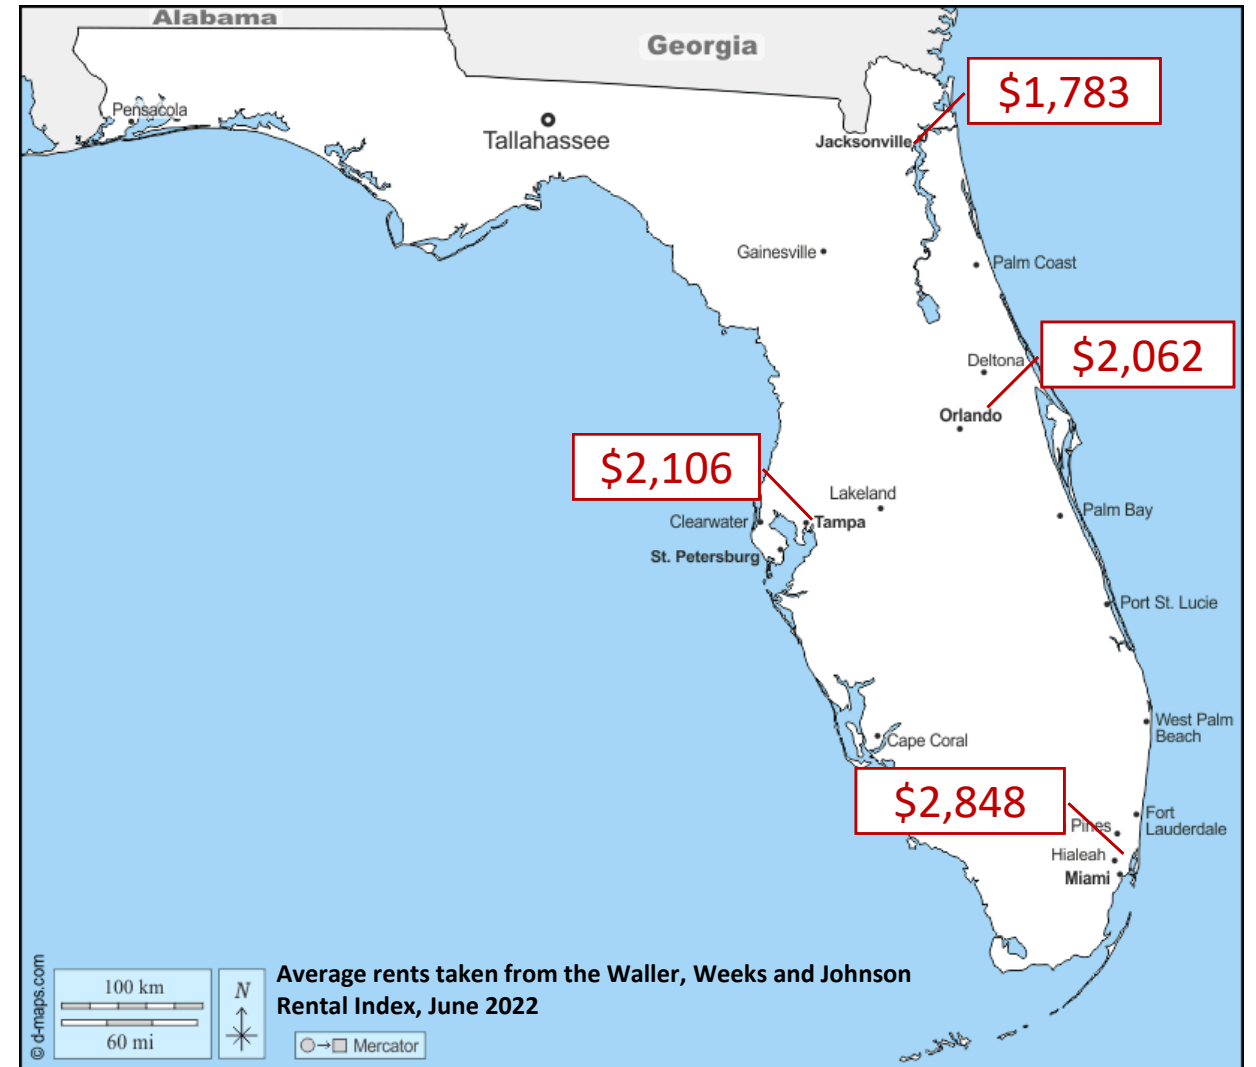 Alabama
Georgia
$1,783
Pensacola
Tallahassee
Jacksonville
Gainesville
Palm Coast
$2,062
Deltona
Orlando
$2,106
Lakeland
Clearwater
Tampa
Palm Bay
St. Petersburg
Port St. Lucie
West Palm
Beach
Cape Coral
$2,848
Fort
Lauderdale
Pines
Hialeah
Miami
Average rents taken from the Waller, Weeks and Johnson
Rental Index, June 2022
© d-maps.com
100 km
60 mi
N
Mercator